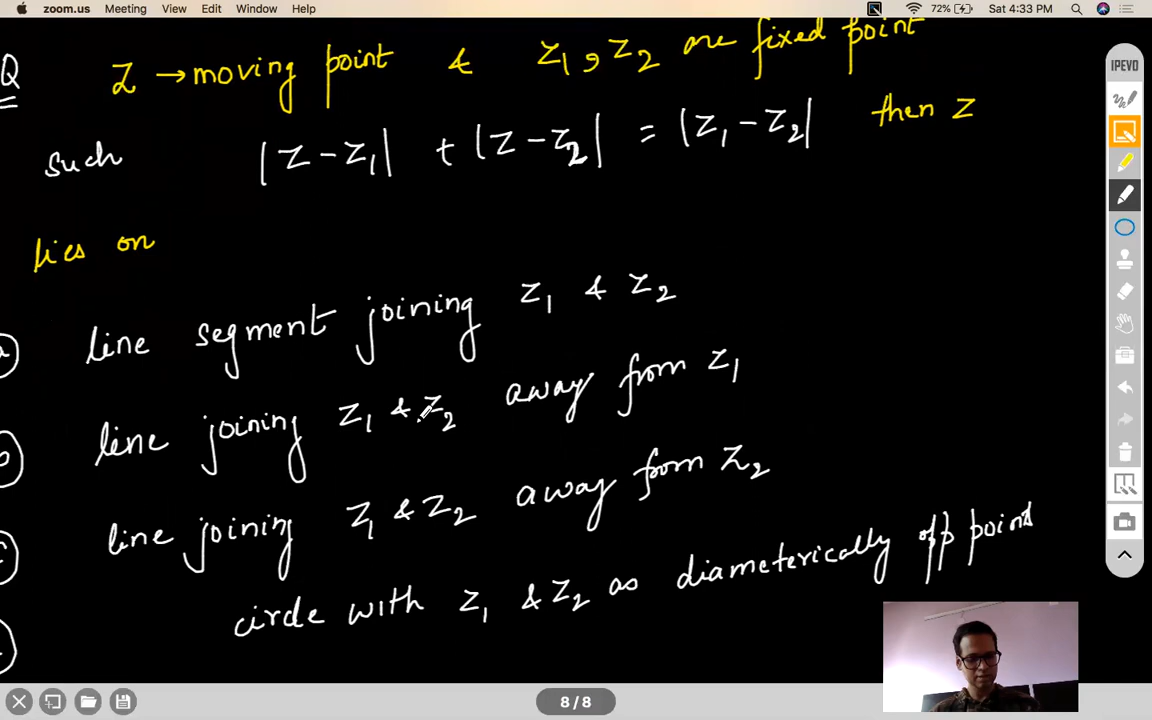 zoom.us Meeting View Edit Window Help 72% Sat 4:33 PM
Q Z → moving point & Z1, Z2 are fixed point
such |Z - Z1| + |Z - Z2| = |Z1 - Z2| then Z
lies on
a line segment joining Z1 & Z2
b line joining Z1 & Z2 away from Z1
c line joining Z1 & Z2 away from Z2
circle with Z1 & Z2 as diameterically opp point
IPEVO
8/8